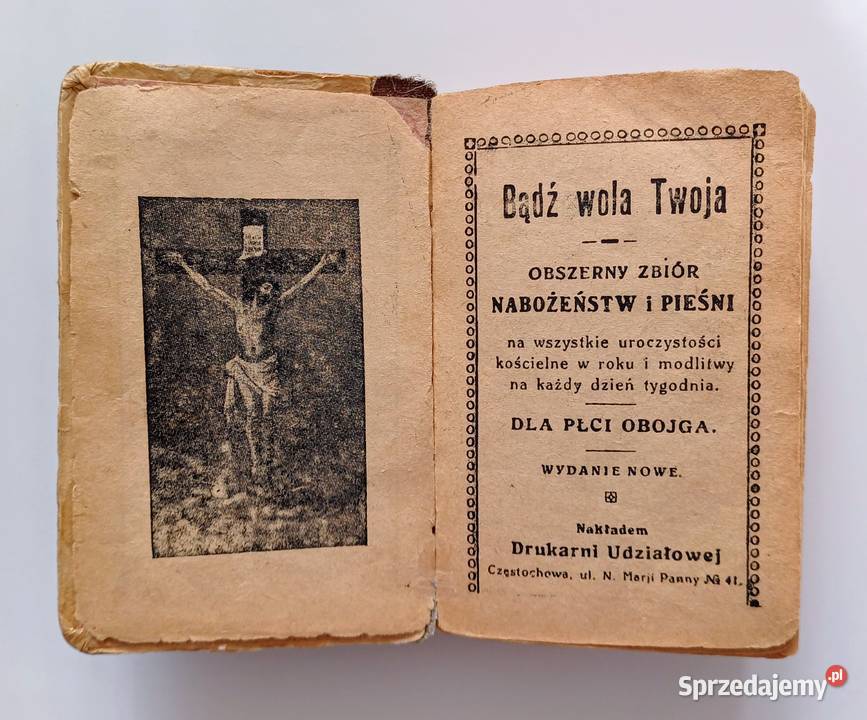 Bądź wola Twoja
OBSZERNY ZBIÓR
NABOŻEŃSTW i PIEŚNI
na wszystkie uroczystości
kościelne w roku i modlitwy
na każdy dzień tygodnia.
DLA PŁCI OBOJGA.
WYDANIE NOWE.
Nakładem
Drukarni Udziałowej
Częstochowa, ul. N. Marji Panny № 41.
Sprzedajemy.pl